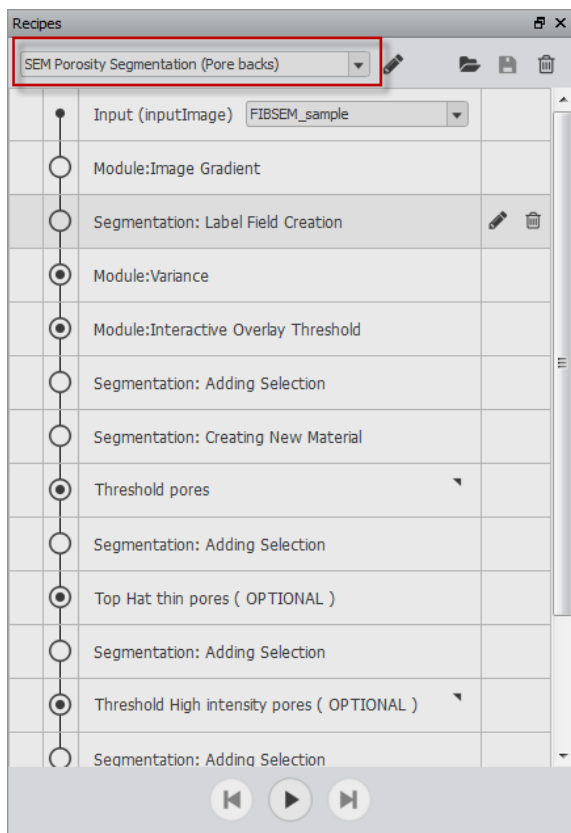 Recipes
SEM Porosity Segmentation (Pore backs)
Input (inputImage) FIBSEM_sample
Module:Image Gradient
Segmentation: Label Field Creation
Module:Variance
Module:Interactive Overlay Threshold
Segmentation: Adding Selection
Segmentation: Creating New Material
Threshold pores
Segmentation: Adding Selection
Top Hat thin pores ( OPTIONAL )
Segmentation: Adding Selection
Threshold High intensity pores ( OPTIONAL )
Segmentation: Adding Selection